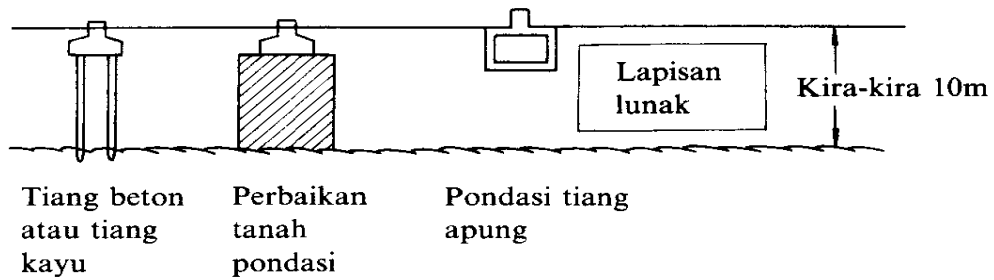 Lapisan
lunak
Kira-kira 10m
Tiang beton
atau tiang
kayu
Perbaikan
tanah
pondasi
Pondasi tiang
apung